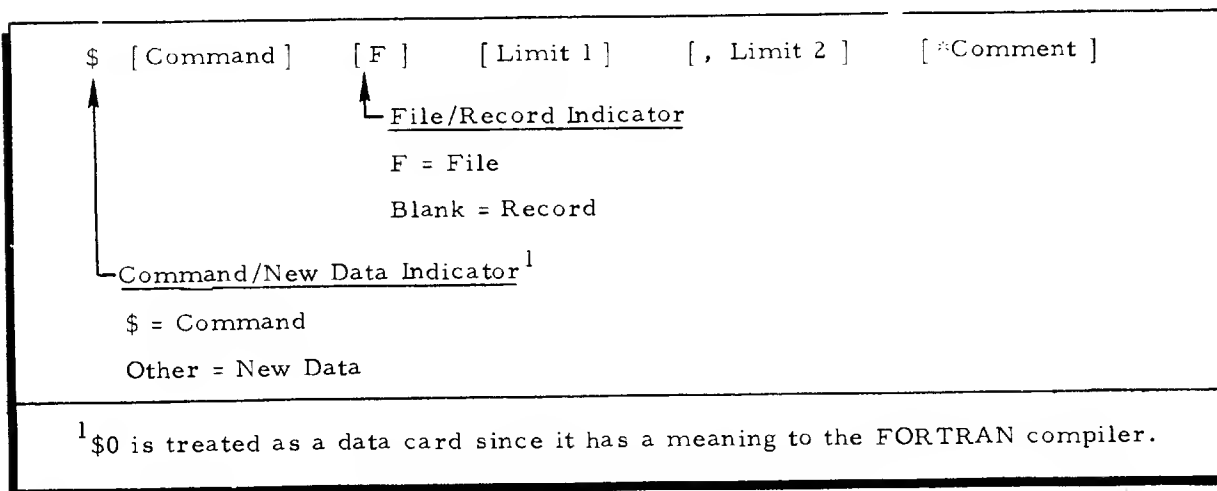 $ [Command] [F] [Limit 1] [, Limit 2] [*Comment]
File/Record Indicator
F = File
Blank = Record
Command/New Data Indicator1
$ = Command
Other = New Data
1$0 is treated as a data card since it has a meaning to the FORTRAN compiler.